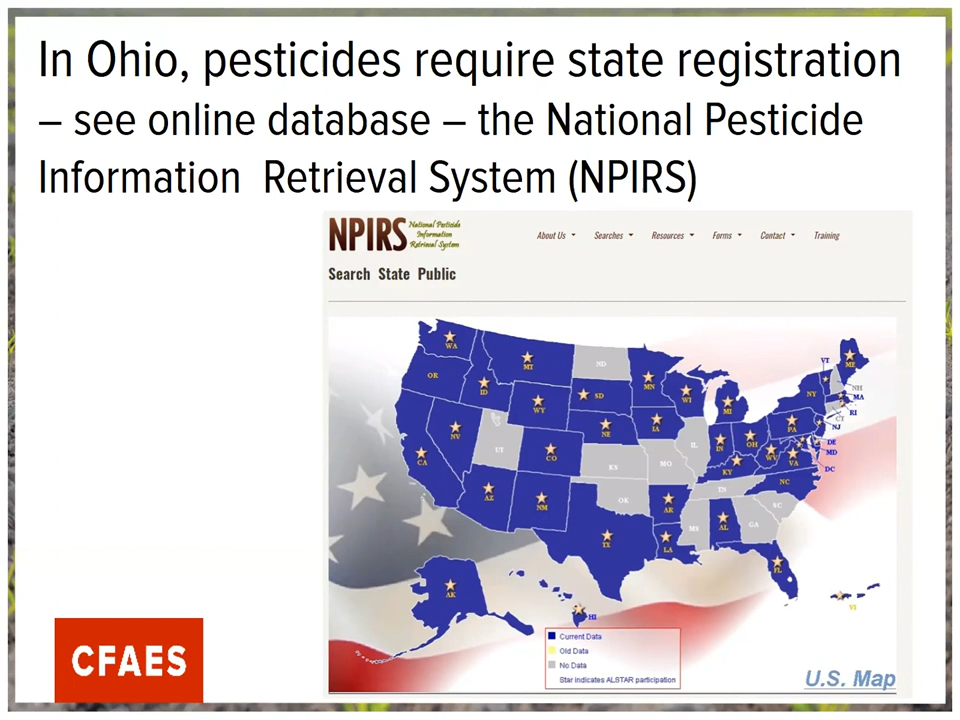 In Ohio, pesticides require state registration
– see online database – the National Pesticide
Information  Retrieval System (NPIRS)
NPIRS National Pesticide
Information
Retrieval System
About Us Searches Resources Forms Contact Training
Search State Public
WA
MT
ND
MN
VT
ME
OR
ID
SD
WI
MI
NY
NH
MA
WY
RI
CT
NJ
IA
PA
NV
NE
IL
IN
OH
DE
MD
UT
CO
WV
VA
DC
CA
KS
MO
KY
NC
AZ
NM
OK
TN
AR
SC
MS
AL
GA
TX
LA
FL
AK
HI
VI
Current Data
Old Data
No Data
Star indicates ALSTAR participation
U.S. Map
CFAES